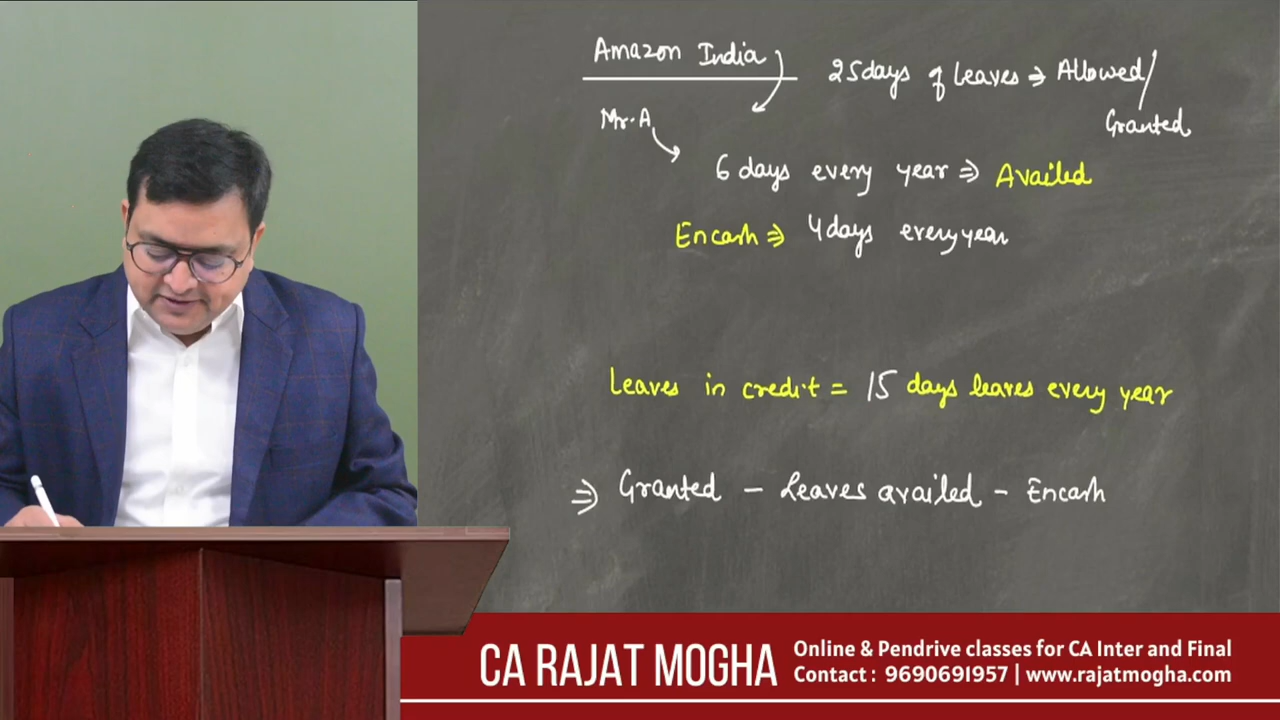 Amazon India
25days of leaves ⇒ Allowed/
Granted
Mr. A
6 days every year ⇒ Availed
Encash ⇒ 4days every year
Leaves in credit = 15 days leaves every year
⇒ Granted - Leaves availed - Encash
CA RAJAT MOGHA
Online & Pendrive classes for CA Inter and Final
Contact : 9690691957 | www.rajatmogha.com